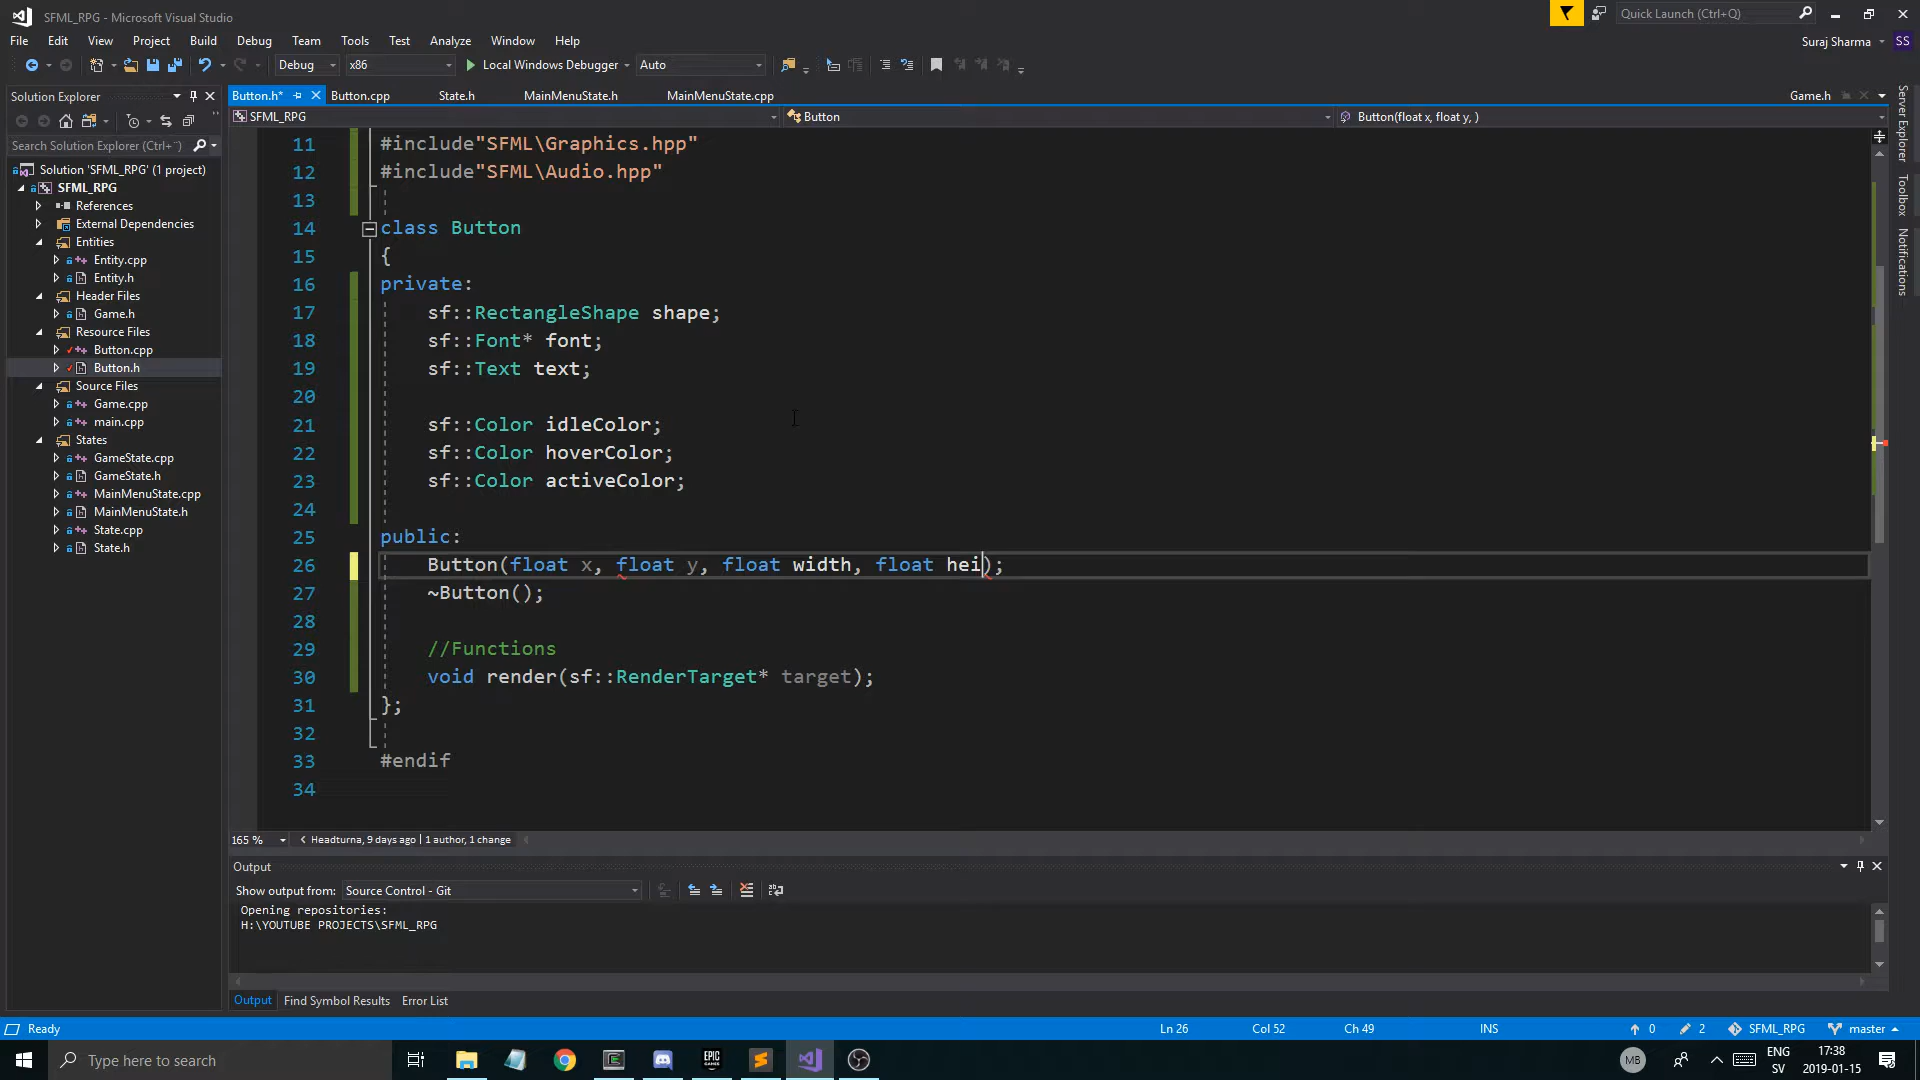 SFML_RPG - Microsoft Visual Studio
Quick Launch (Ctrl+Q)
File Edit View Project Build Debug Team Tools Test Analyze Window Help
Suraj Sharma SS
Debug x86 Local Windows Debugger Auto
Solution Explorer
Button.h* Button.cpp State.h MainMenuState.h MainMenuState.cpp Game.h
SFML_RPG Button Button(float x, float y, )
Search Solution Explorer (Ctrl+¨)
Solution 'SFML_RPG' (1 project)
SFML_RPG
References
External Dependencies
Entities
Entity.cpp
Entity.h
Header Files
Game.h
Resource Files
Button.cpp
Button.h
Source Files
Game.cpp
main.cpp
States
GameState.cpp
GameState.h
MainMenuState.cpp
MainMenuState.h
State.cpp
State.h
11 #include"SFML\Graphics.hpp"
12 #include"SFML\Audio.hpp"
13
14 class Button
15 {
16 private:
17 sf::RectangleShape shape;
18 sf::Font* font;
19 sf::Text text;
20
21 sf::Color idleColor;
22 sf::Color hoverColor;
23 sf::Color activeColor;
24
25 public:
26 Button(float x, float y, float width, float hei);
27 ~Button();
28
29 //Functions
30 void render(sf::RenderTarget* target);
31 };
32
33 #endif
34
Server Explorer
Toolbox
Notifications
165 % Headturna, 9 days ago | 1 author, 1 change
Output
Show output from: Source Control - Git
Opening repositories:
H:\YOUTUBE PROJECTS\SFML_RPG
Output Find Symbol Results Error List
Ready Ln 26 Col 52 Ch 49 INS 0 2 SFML_RPG master
Type here to search
EPIC GAMES
MB
ENG
SV
17:38
2019-01-15